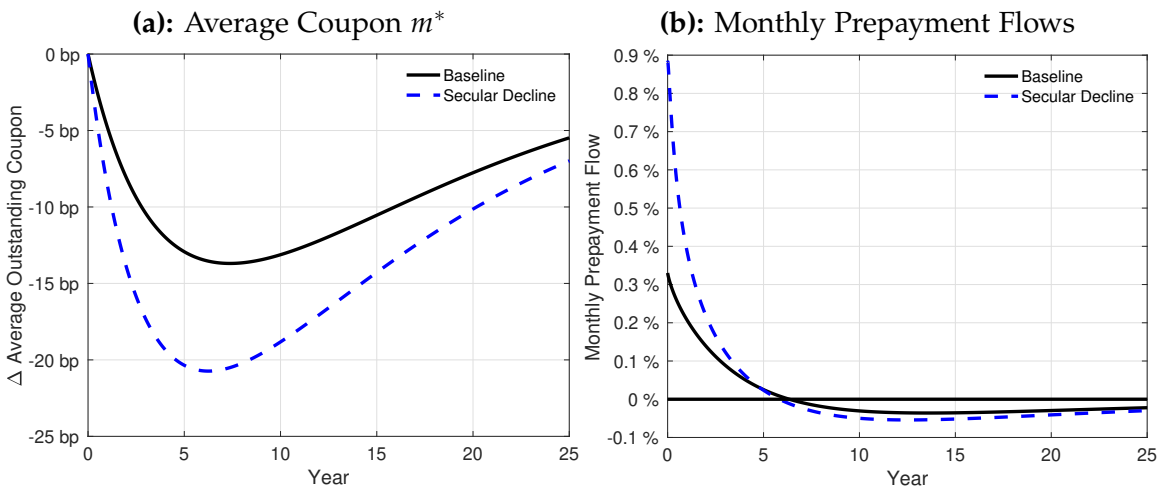 (a): Average Coupon m*
0 bp
-5 bp
-10 bp
-15 bp
-20 bp
-25 bp
Δ Average Outstanding Coupon
Baseline
Secular Decline
0 5 10 15 20 25
Year
(b): Monthly Prepayment Flows
0.9 %
0.8 %
0.7 %
0.6 %
0.5 %
0.4 %
0.3 %
0.2 %
0.1 %
0 %
-0.1 %
Monthly Prepayment Flow
Baseline
Secular Decline
0 5 10 15 20 25
Year